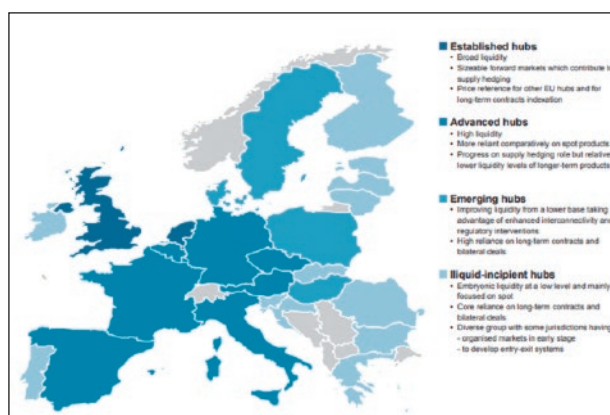 Established hubs
• Broad liquidity
• Sizeable forward markets which contribute to
supply hedging
• Price reference for other EU hubs and for
long-term contracts indexation
Advanced hubs
• High liquidity
• More reliant comparatively on spot products
• Progress on supply hedging role but relative
lower liquidity levels of longer-term products
Emerging hubs
• Improving liquidity from a lower base taking
advantage of enhanced interconnectivity and
regulatory interventions
• High reliance on long-term contracts and
bilateral deals
Illiquid-incipient hubs
• Embryonic liquidity at a low level and mainly
focused on spot
• Core reliance on long-term contracts and
bilateral deals
• Diverse group with some jurisdictions having
- organised markets in early stage
- to develop entry-exit systems